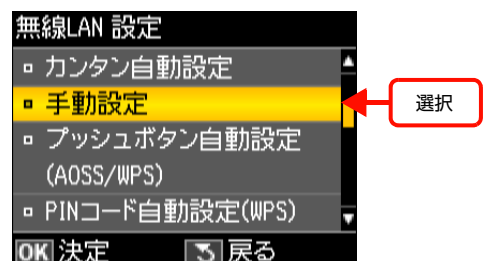 無線LAN 設定
カンタン自動設定
手動設定
選択
プッシュボタン自動設定
(AOSS/WPS)
PINコード自動設定(WPS)
OK 決定 戻る